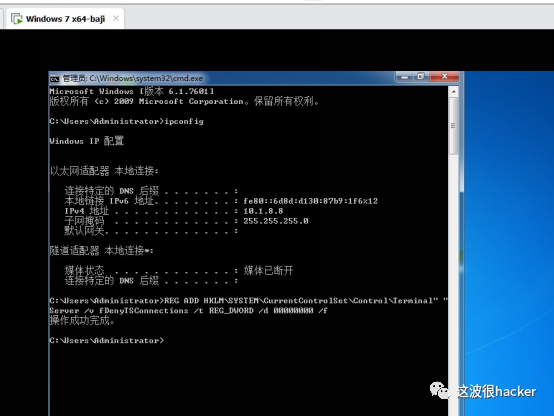 Windows 7 x64-baji
管理员: C:\Windows\system32\cmd.exe
Microsoft Windows [版本 6.1.7601]
版权所有 (c) 2009 Microsoft Corporation。保留所有权利。
C:\Users\Administrator>ipconfig
Windows IP 配置
以太网适配器 本地连接:
连接特定的 DNS 后缀 . . . . . . . :
本地链接 IPv6 地址. . . . . . . . : fe80::6d8d:d130:87b9:1f6%12
IPv4 地址 . . . . . . . . . . . . : 10.1.8.8
子网掩码 . . . . . . . . . . . . : 255.255.255.0
默认网关. . . . . . . . . . . . . :
隧道适配器 本地连接*:
媒体状态 . . . . . . . . . . . . : 媒体已断开
连接特定的 DNS 后缀 . . . . . . . :
C:\Users\Administrator>REG ADD HKLM\SYSTEM\CurrentControlSet\Control\Terminal" "
Server /v fDenyTSConnections /t REG_DWORD /d 00000000 /f
操作成功完成。
C:\Users\Administrator>
这波很hacker